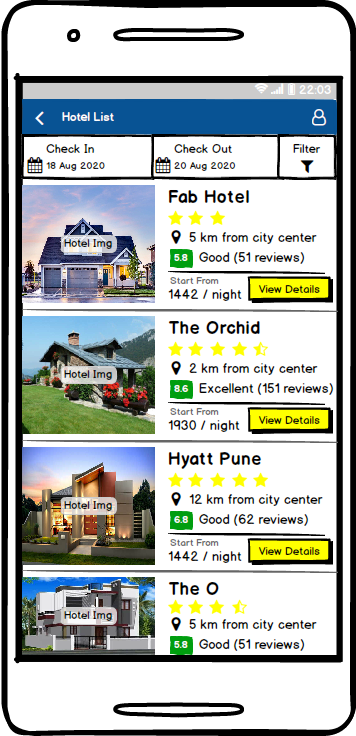 22:03
Hotel List
Check In
18 Aug 2020
Check Out
20 Aug 2020
Filter
Hotel Img
Fab Hotel
5 km from city center
5.8 Good (51 reviews)
Start From
1442 / night
View Details
Hotel Img
The Orchid
2 km from city center
8.6 Excellent (151 reviews)
Start From
1930 / night
View Details
Hotel Img
Hyatt Pune
12 km from city center
6.8 Good (62 reviews)
Start From
1442 / night
View Details
Hotel Img
The O
5 km from city center
5.8 Good (51 reviews)